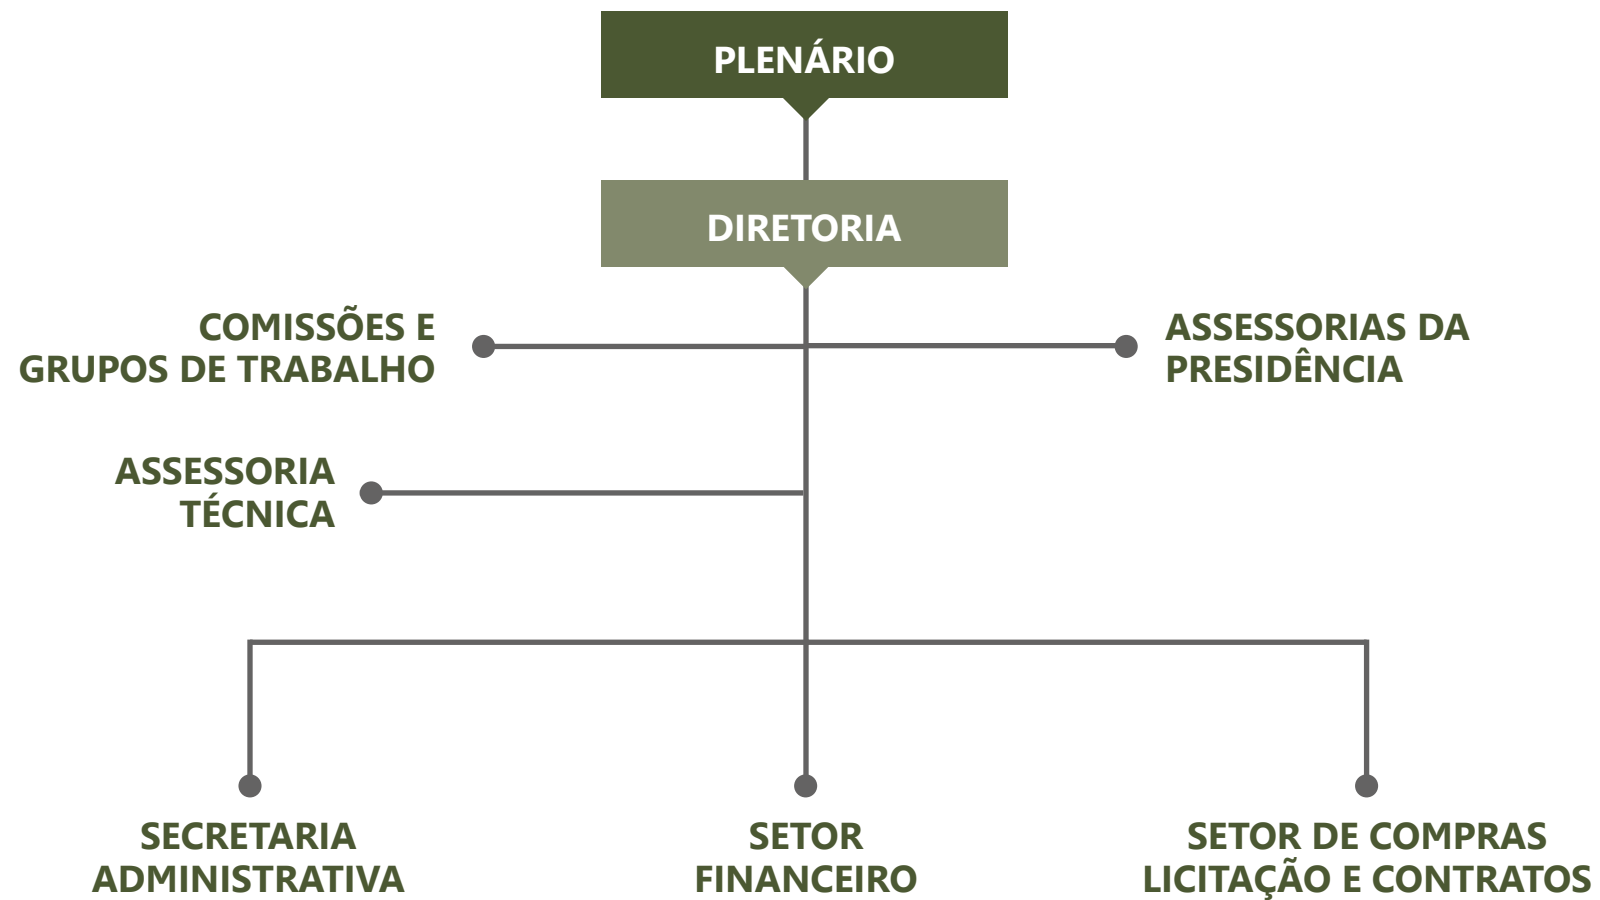 PLENÁRIO
DIRETORIA
COMISSÕES E
GRUPOS DE TRABALHO
ASSESSORIAS DA
PRESIDÊNCIA
ASSESSORIA
TÉCNICA
SECRETARIA
ADMINISTRATIVA
SETOR
FINANCEIRO
SETOR DE COMPRAS
LICITAÇÃO E CONTRATOS